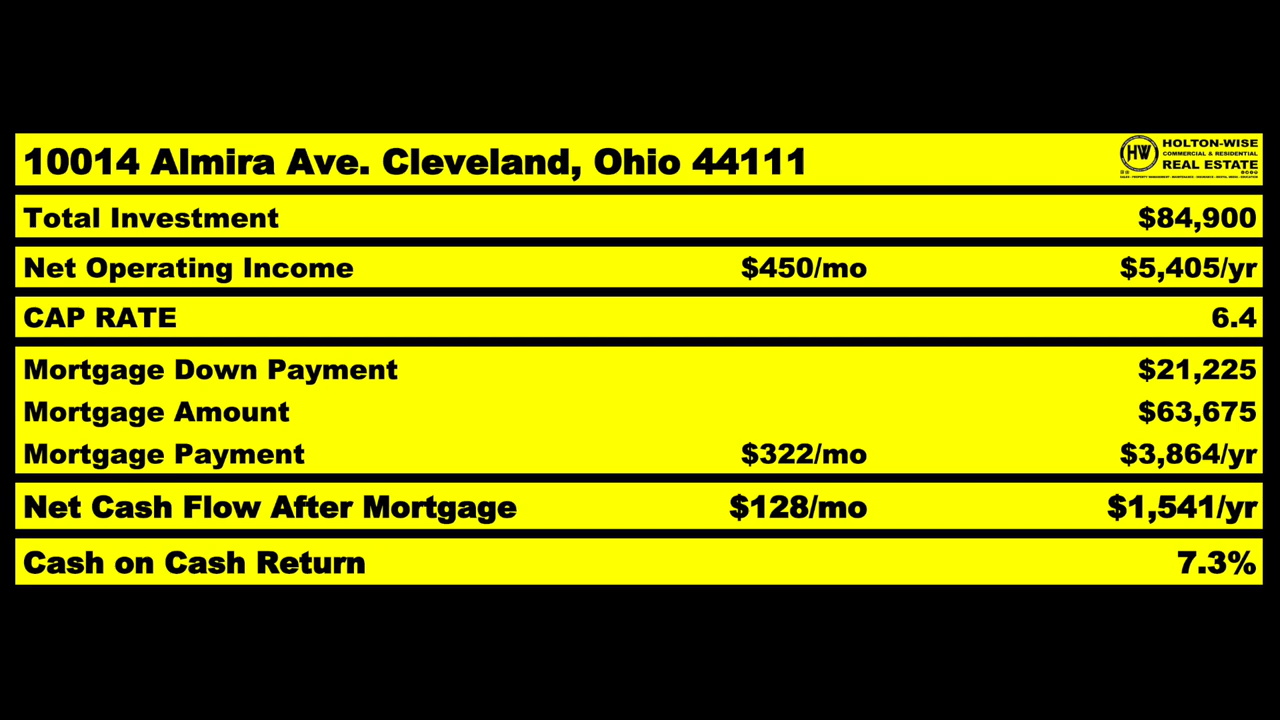 10014 Almira Ave. Cleveland, Ohio 44111
HW
HOLTON-WISE
COMMERCIAL & RESIDENTIAL
REAL ESTATE
Total Investment $84,900
Net Operating Income $450/mo $5,405/yr
CAP RATE 6.4
Mortgage Down Payment $21,225
Mortgage Amount $63,675
Mortgage Payment $322/mo $3,864/yr
Net Cash Flow After Mortgage $128/mo $1,541/yr
Cash on Cash Return 7.3%